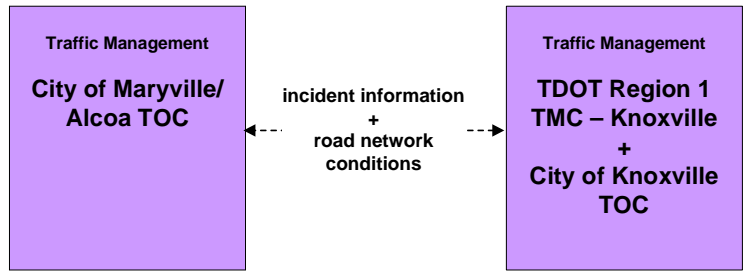 Traffic Management
City of Maryville/
Alcoa TOC
incident information
+
road network
conditions
Traffic Management
TDOT Region 1
TMC – Knoxville
+
City of Knoxville
TOC